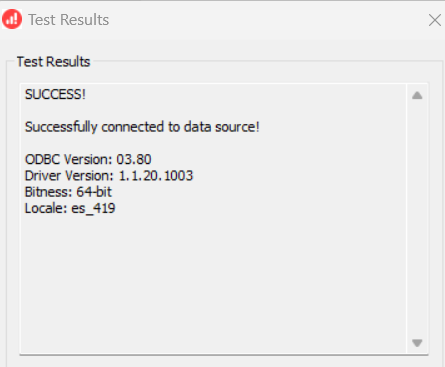 Test Results
Test Results
SUCCESS!
Successfully connected to data source!
ODBC Version: 03.80
Driver Version: 1.1.20.1003
Bitness: 64-bit
Locale: es_419